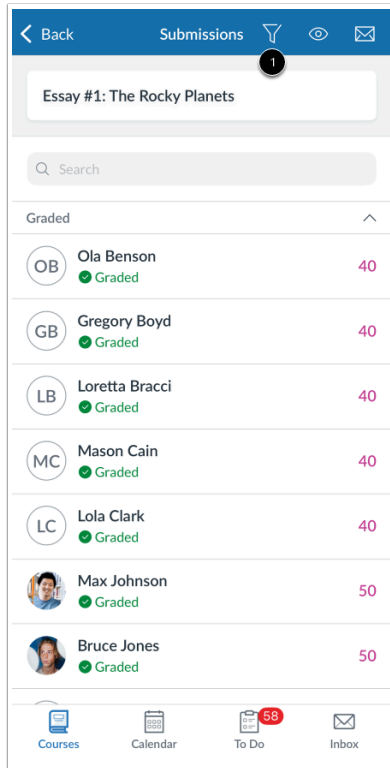 Back Submissions
1
Essay #1: The Rocky Planets
Search
Graded
OB Ola Benson 40
Graded
GB Gregory Boyd 40
Graded
LB Loretta Bracci 40
Graded
MC Mason Cain 40
Graded
LC Lola Clark 40
Graded
Max Johnson 50
Graded
Bruce Jones 50
Graded
58
Courses Calendar To Do Inbox